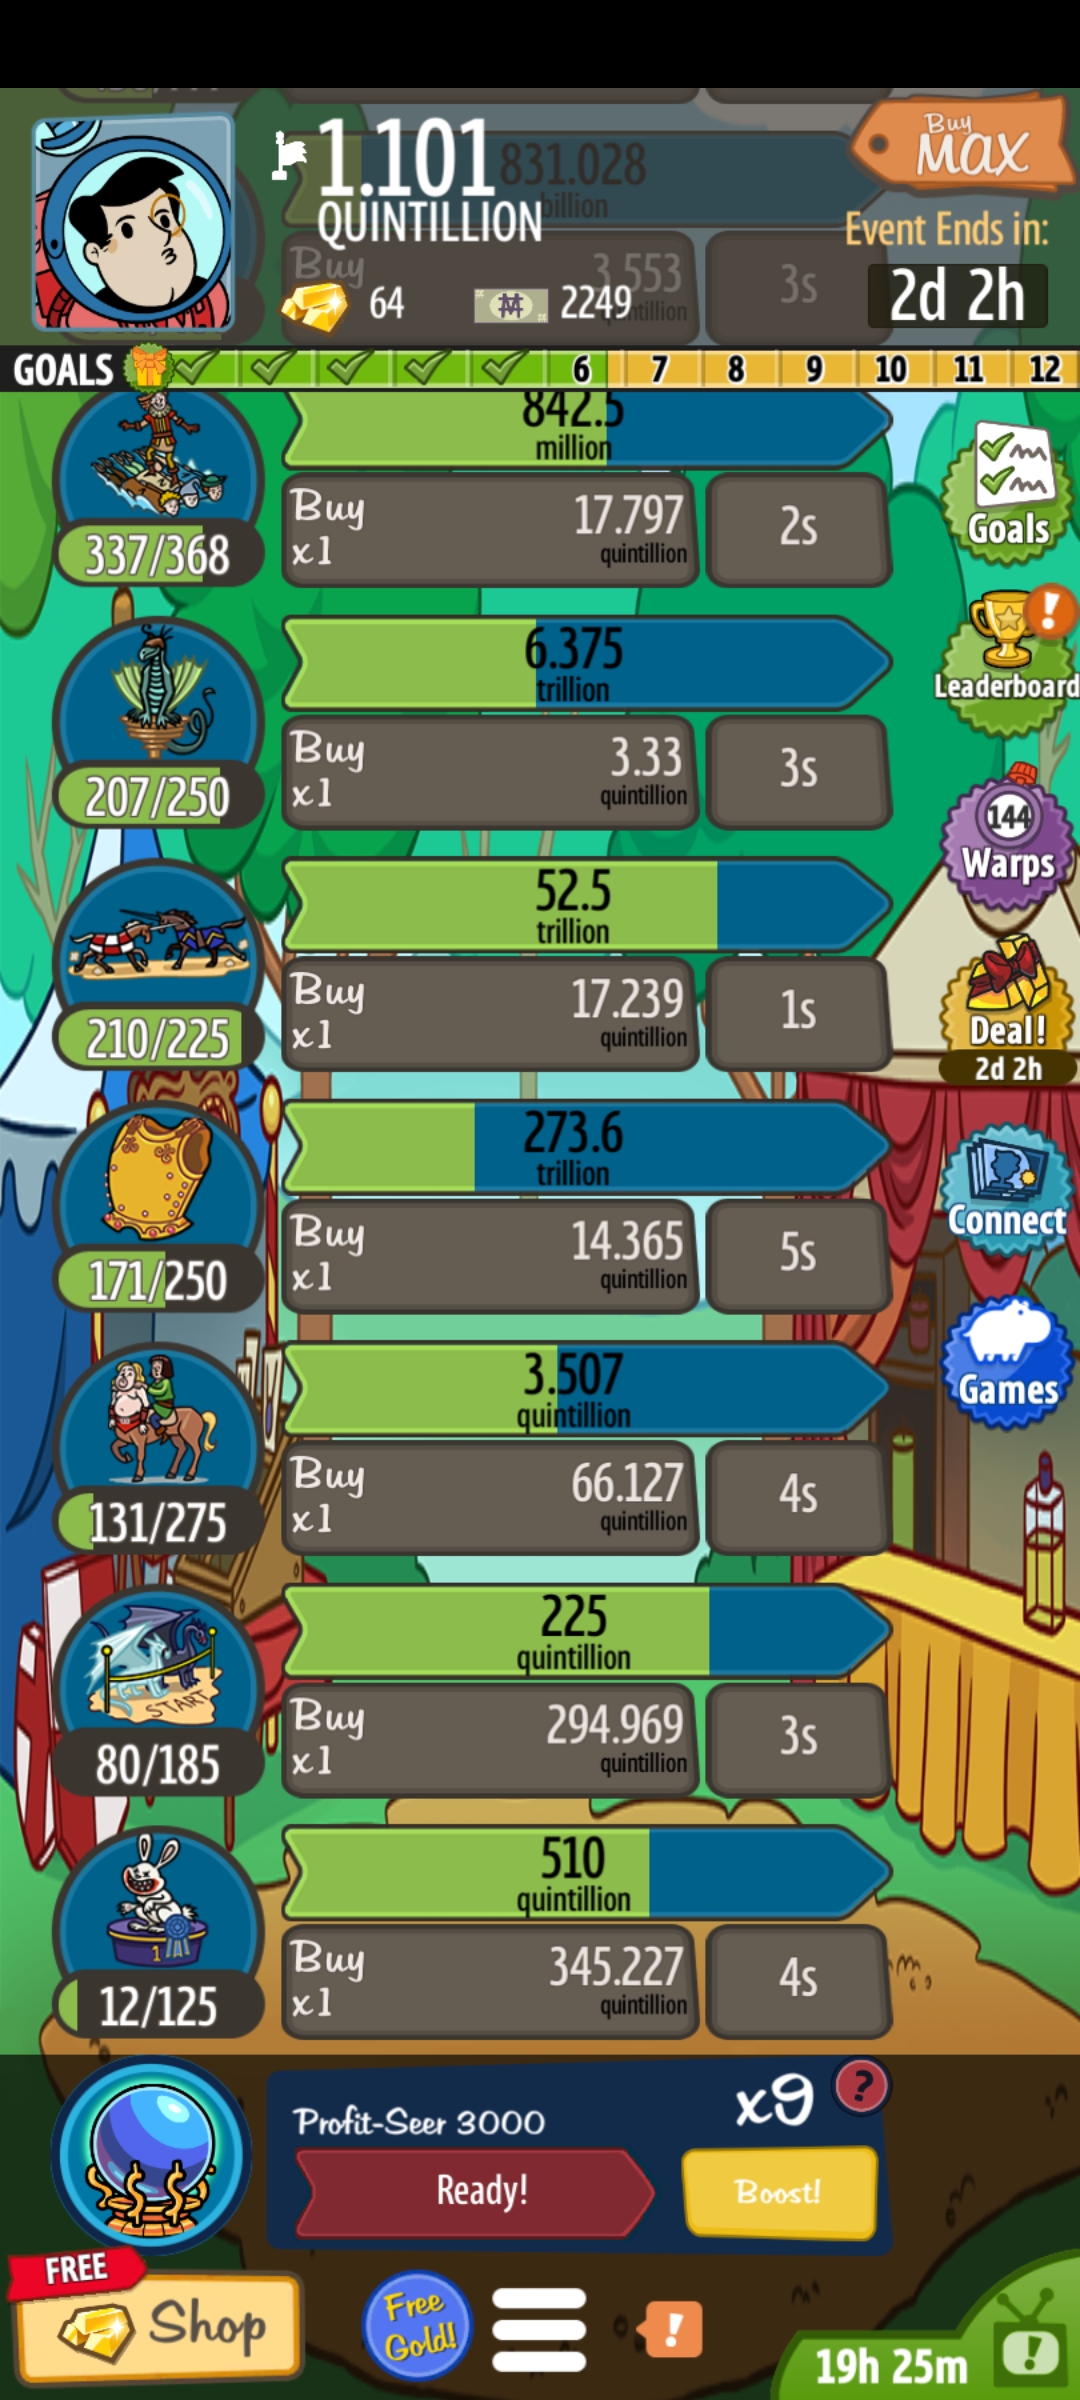 1.101
QUINTILLION
831.028
billion
Buy
3.553
quintillion
3s
64
2249
Buy
MAX
Event Ends in:
2d 2h
GOALS
6
7
8
9
10
11
12
842.5
million
337/368
Buy
x1
17.797
quintillion
2s
Goals
6.375
trillion
207/250
Buy
x1
3.33
quintillion
3s
!
Leaderboard
52.5
trillion
210/225
Buy
x1
17.239
quintillion
1s
144
Warps
Deal!
2d 2h
273.6
trillion
171/250
Buy
x1
14.365
quintillion
5s
Connect
3.507
quintillion
131/275
Buy
x1
66.127
quintillion
4s
Games
225
quintillion
START
80/185
Buy
x1
294.969
quintillion
3s
510
quintillion
1
12/125
Buy
x1
345.227
quintillion
4s
Profit-Seer 3000
x9
?
Ready!
Boost!
FREE
Shop
Free
Gold!
!
19h 25m
!